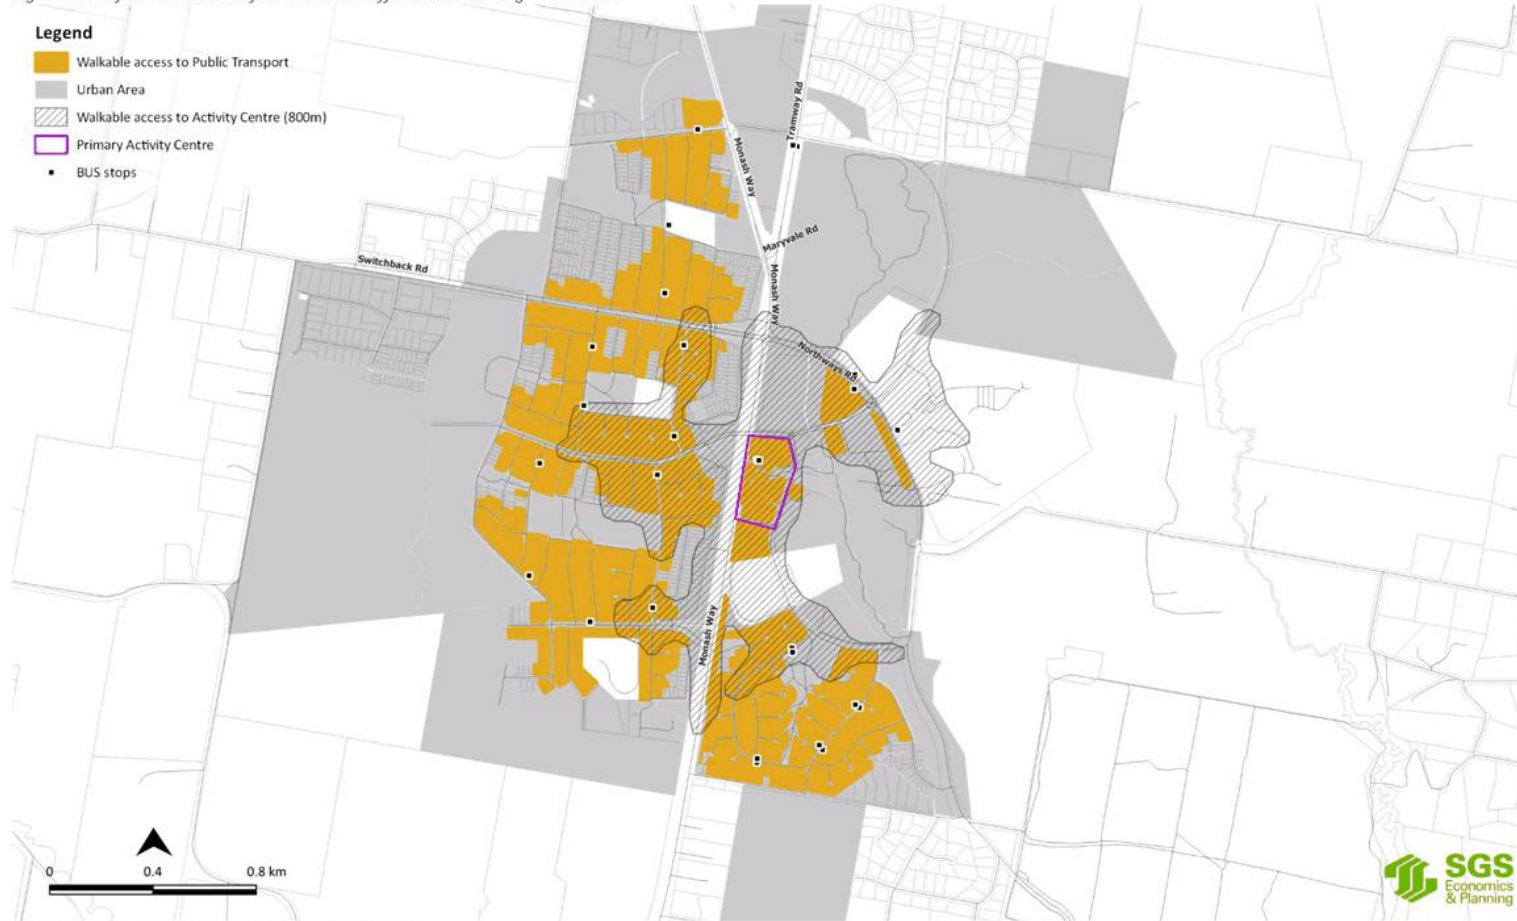 Legend
Walkable access to Public Transport
Urban Area
Walkable access to Activity Centre (800m)
Primary Activity Centre
BUS stops
Tramway Rd
Monash Way
Maryvale Rd
Switchback Rd
Monash Way
Northways Rd
Monash Way
0 0.4 0.8 km
SGS
Economics
& Planning